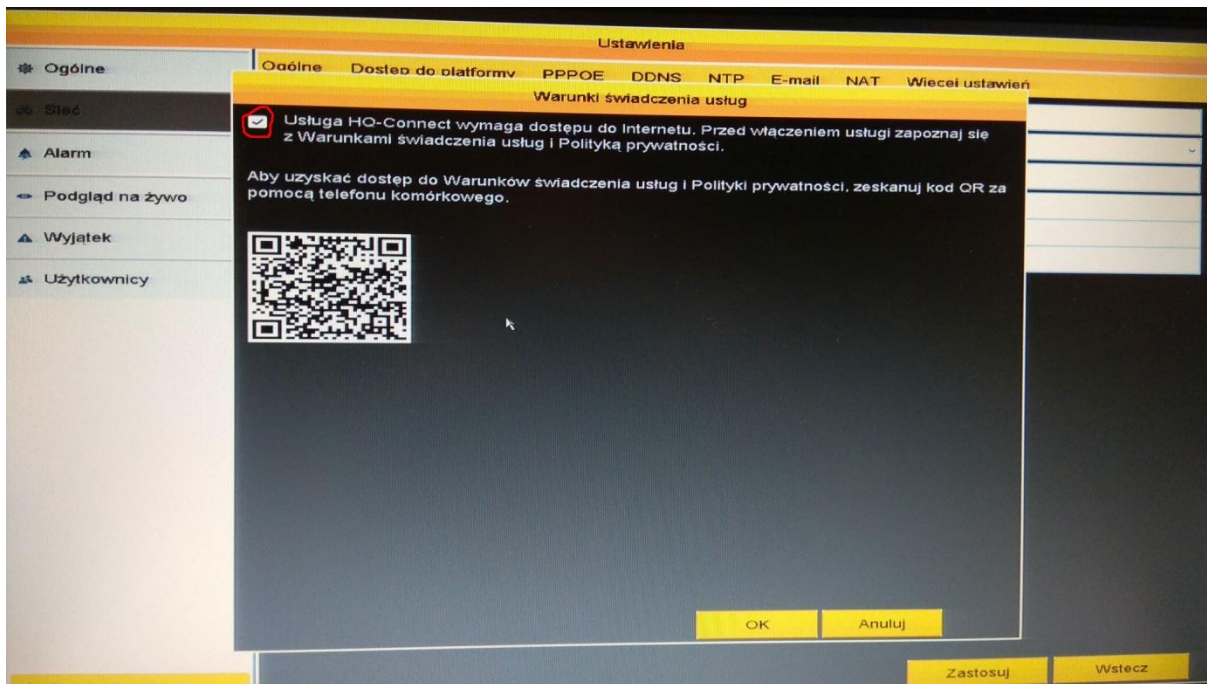 Ustawienia
Ogólne
Sieć
Alarm
Podgląd na żywo
Wyjątek
Użytkownicy
Ogólne Dostęp do platformy PPPOE DDNS NTP E-mail NAT Więcej ustawień
Warunki świadczenia usług
Usługa HQ-Connect wymaga dostępu do Internetu. Przed włączeniem usługi zapoznaj się
z Warunkami świadczenia usług i Polityką prywatności.
Aby uzyskać dostęp do Warunków świadczenia usług i Polityki prywatności, zeskanuj kod QR za
pomocą telefonu komórkowego.
OK Anuluj
Zastosuj Wstecz